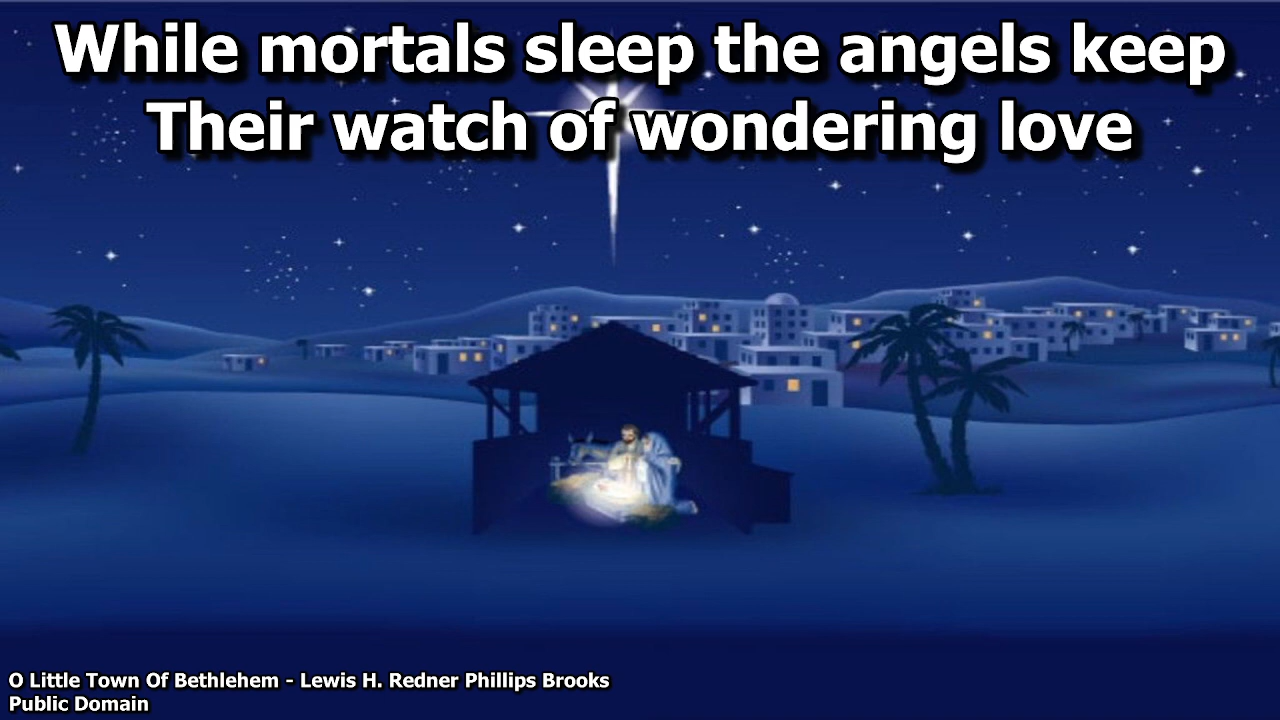 While mortals sleep the angels keep
Their watch of wondering love
O Little Town Of Bethlehem - Lewis H. Redner Phillips Brooks
Public Domain